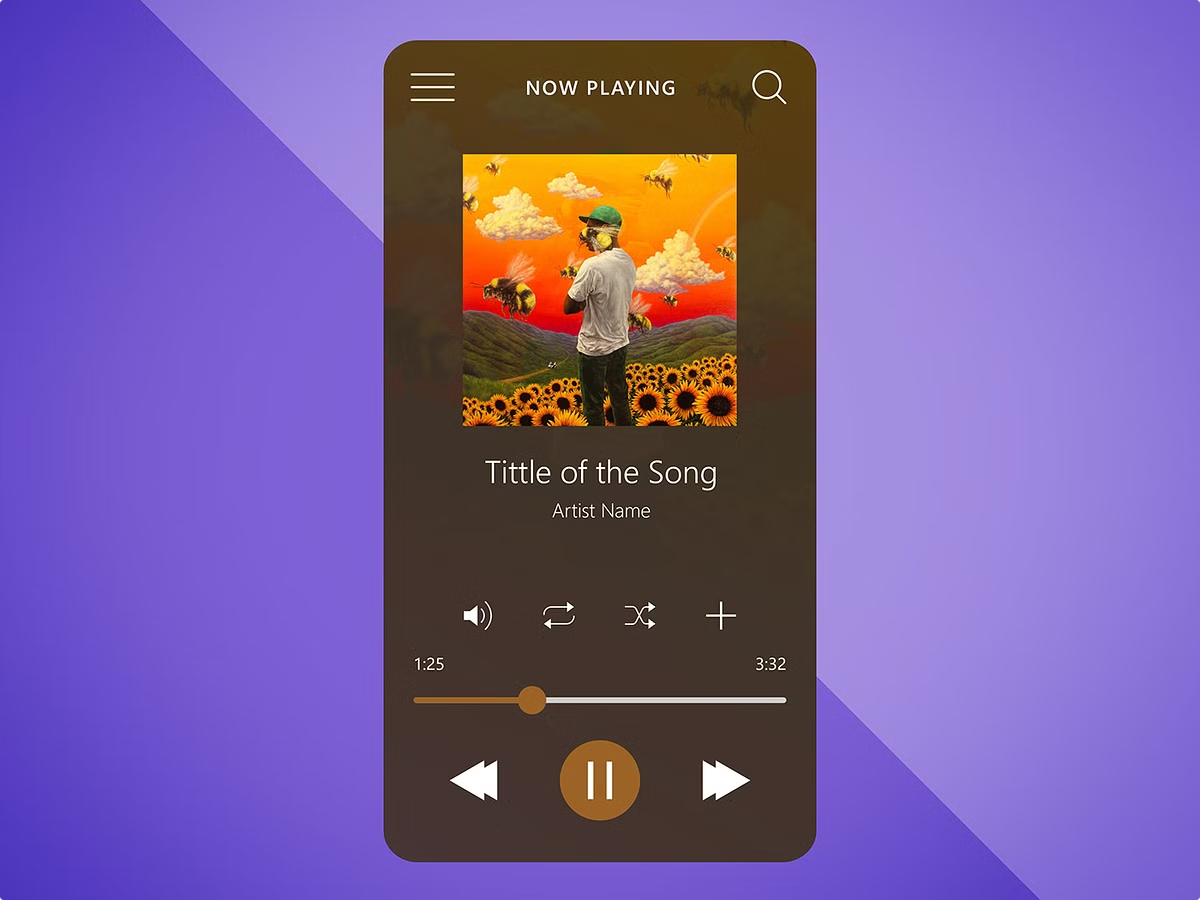 NOW PLAYING
Tittle of the Song
Artist Name
1:25 3:32